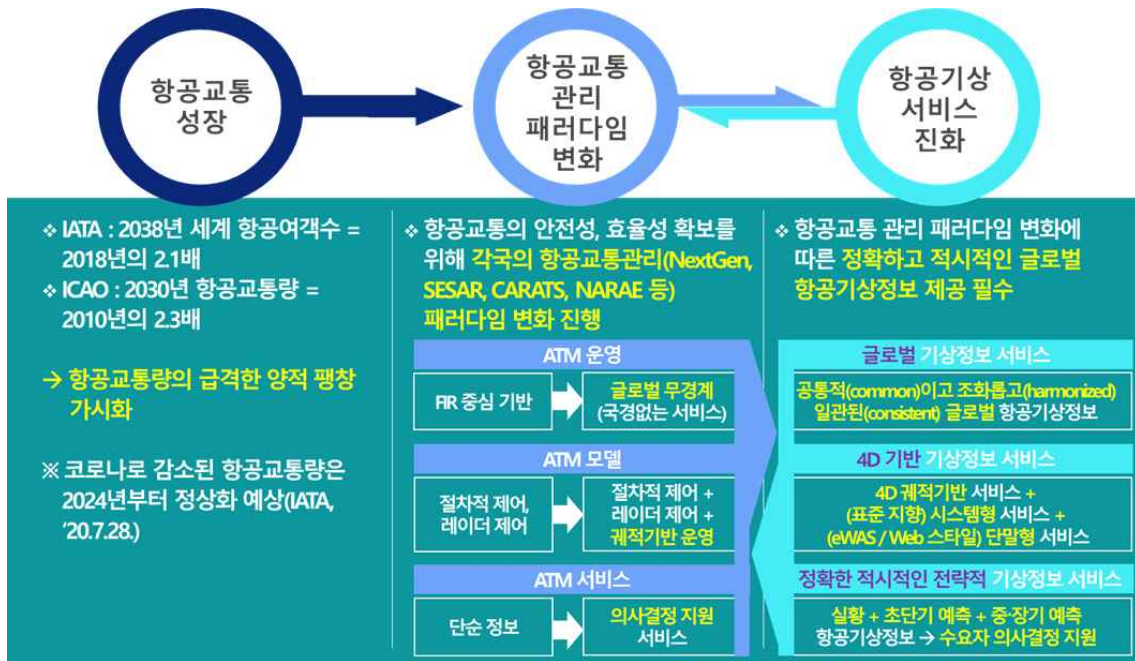 항공교통
성장
항공교통
관리
패러다임
변화
항공기상
서비스
진화
❖ IATA : 2038년 세계 항공여객수 =
2018년의 2.1배
❖ ICAO : 2030년 항공교통량 =
2010년의 2.3배
→ 항공교통량의 급격한 양적 팽창
가시화
※ 코로나로 감소된 항공교통량은
2024년부터 정상화 예상(IATA,
’20.7.28.)
❖ 항공교통의 안전성, 효율성 확보를
위해 각국의 항공교통관리(NextGen,
SESAR, CARATS, NARAE 등)
패러다임 변화 진행
ATM 운영
FIR 중심 기반
글로벌 무경계
(국경없는 서비스)
ATM 모델
절차적 제어,
레이더 제어
절차적 제어 +
레이더 제어 +
궤적기반 운영
ATM 서비스
단순 정보
의사결정 지원
서비스
❖ 항공교통 관리 패러다임 변화에
따른 정확하고 적시적인 글로벌
항공기상정보 제공 필수
글로벌 기상정보 서비스
공통적(common)이고 조화롭고(harmonized)
일관된(consistent) 글로벌 항공기상정보
4D 기반 기상정보 서비스
4D 궤적기반 서비스 +
(표준 지향) 시스템형 서비스 +
(eWAS / Web 스타일) 단말형 서비스
정확한 적시적인 전략적 기상정보 서비스
실황 + 초단기 예측 + 중·장기 예측
항공기상정보 → 수요자 의사결정 지원